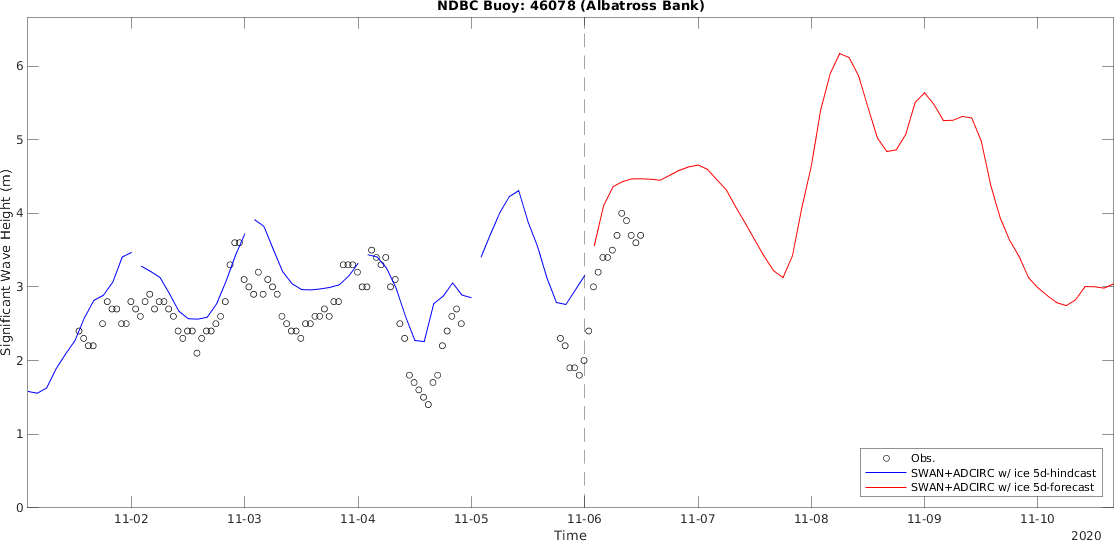 NDBC Buoy: 46078 (Albatross Bank)
Significant Wave Height (m)
6
5
4
3
2
1
0
11-02 11-03 11-04 11-05 11-06 11-07 11-08 11-09 11-10
Time
2020
Obs.
SWAN+ADCIRC w/ ice 5d-hindcast
SWAN+ADCIRC w/ ice 5d-forecast